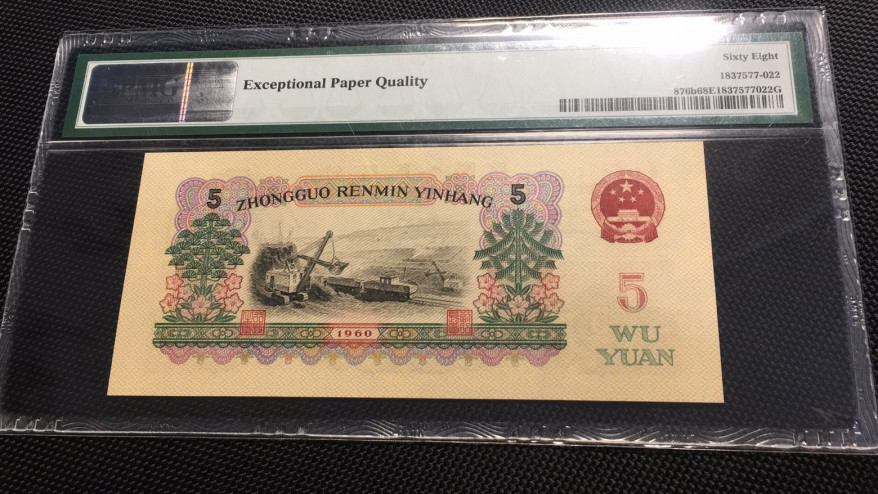 Exceptional Paper Quality
Sixty Eight
1837577-022
876b68E1837577022G
5
ZHONGGUO RENMIN YINHANG
5
5
1960
WU
YUAN